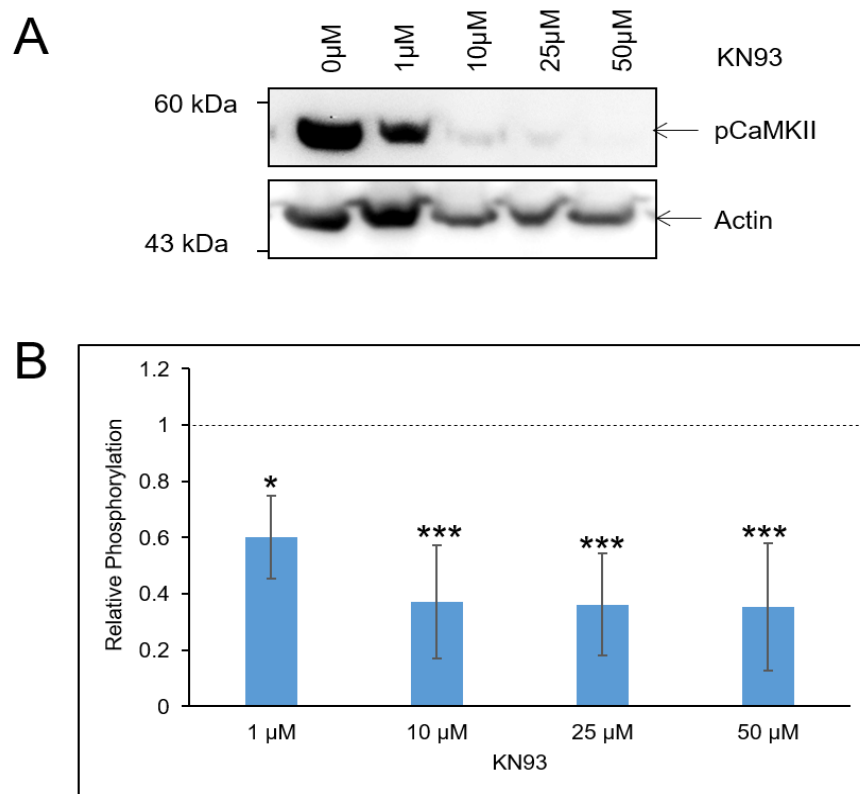 A
0µM 1µM 10µM 25µM 50µM KN93
60 kDa
pCaMKII
Actin
43 kDa
B
1.2
1
0.8
0.6
0.4
0.2
0
Relative Phosphorylation
* *** *** ***
1 µM 10 µM 25 µM 50 µM
KN93